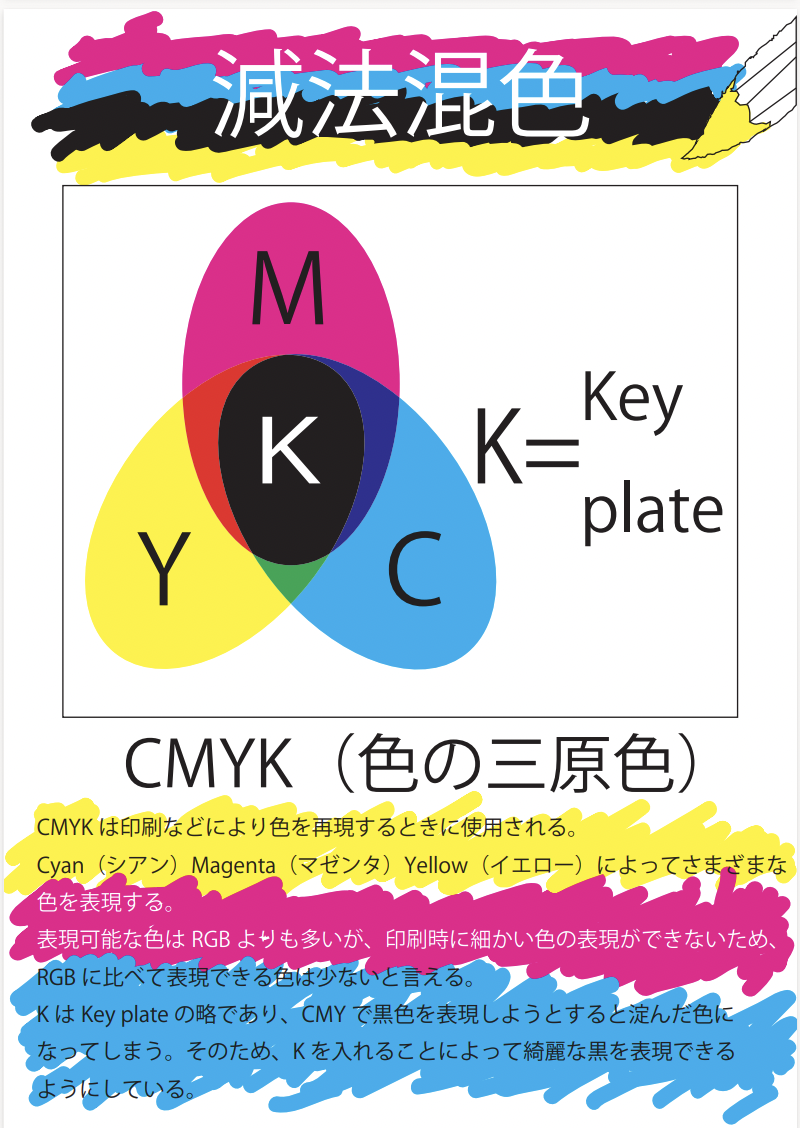 減法混色
M
K
Y
C
K=Key plate
CMYK（色の三原色）
CMYK は印刷などにより色を再現するときに使用される。
Cyan（シアン）Magenta（マゼンタ）Yellow（イエロー）によってさまざまな
色を表現する。
表現可能な色は RGB よりも多いが、印刷時に細かい色の表現ができないため、
RGB に比べて表現できる色は少ないと言える。
K は Key plate の略であり、CMY で黒色を表現しようとすると淀んだ色に
なってしまう。そのため、K を入れることによって綺麗な黒を表現できる
ようにしている。